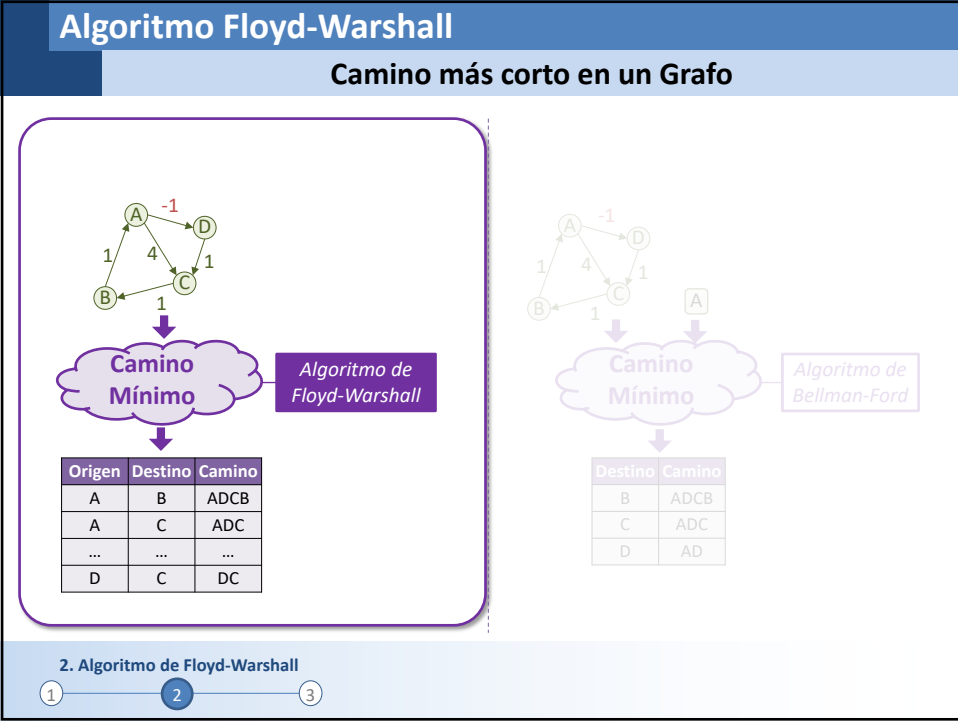 Algoritmo Floyd-Warshall
Camino más corto en un Grafo
A
-1
D
1
4
1
C
B
1
Camino
Mínimo
Algoritmo de
Floyd-Warshall
Origen Destino Camino
A B ADCB
A C ADC
... ... ...
D C DC
A
-1
D
1
4
1
C
B
1
A
Camino
Mínimo
Algoritmo de
Bellman-Ford
Destino Camino
B ADCB
C ADC
D AD
2. Algoritmo de Floyd-Warshall
1 2 3